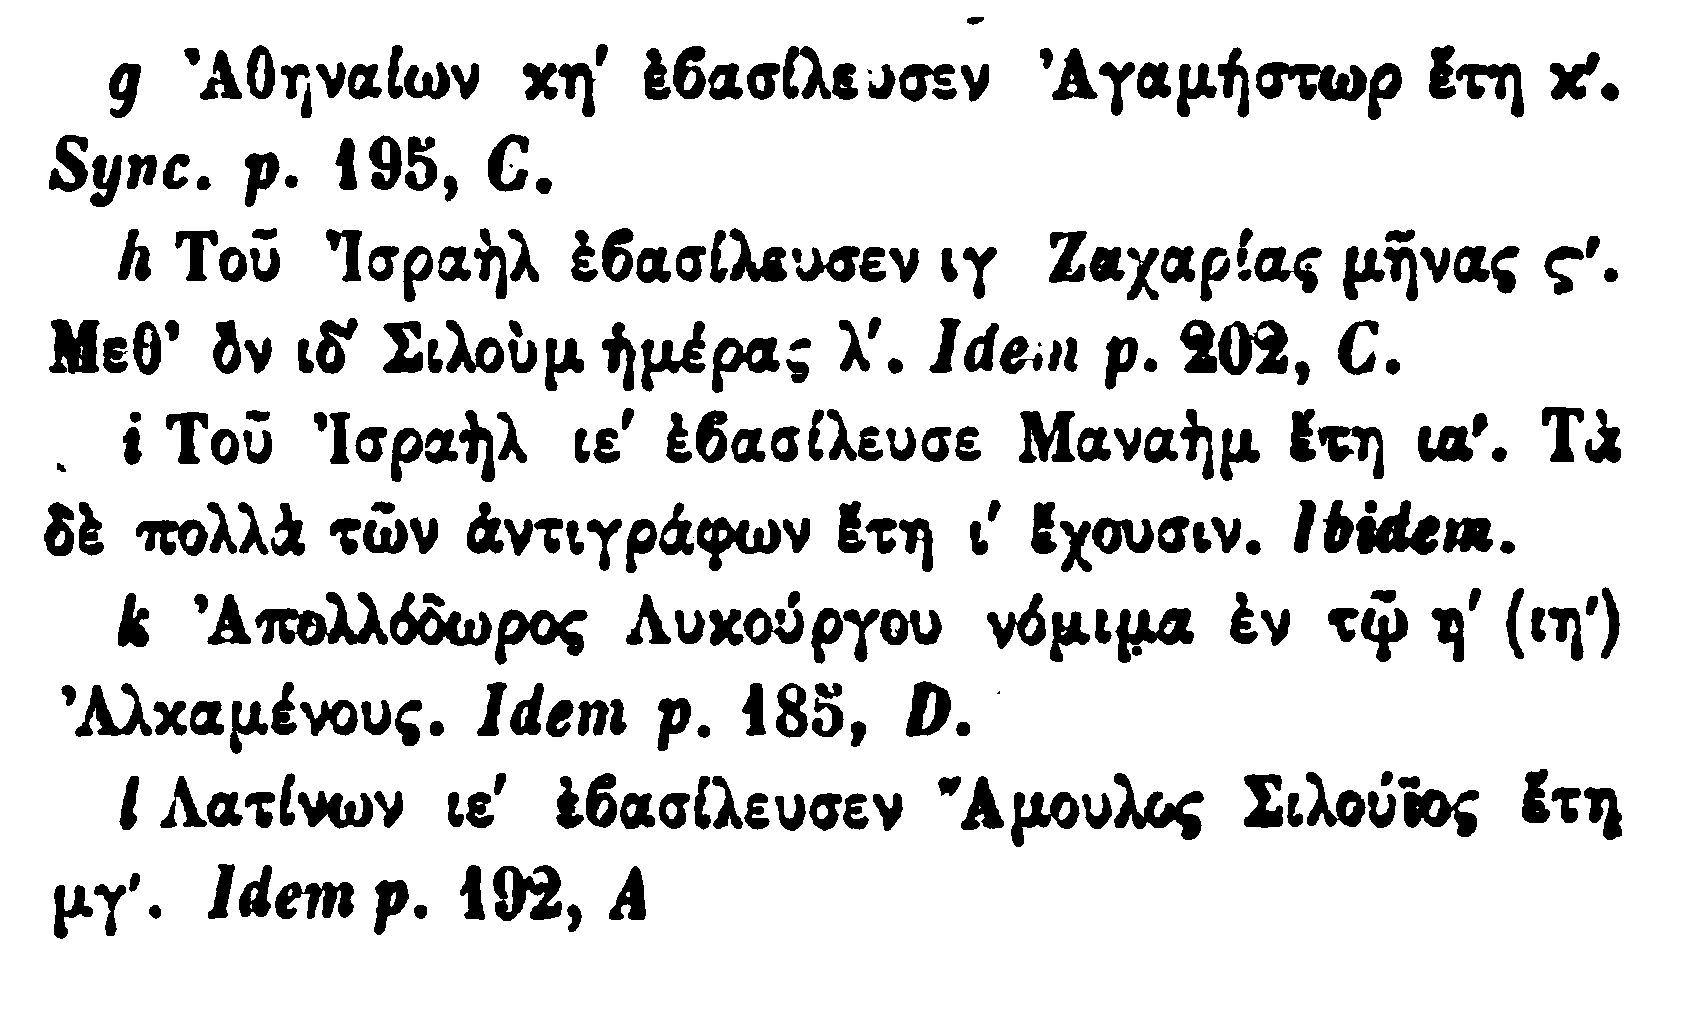 g Ἀθηναίων κη′ ἐβασίλευσεν Ἀγαμήστωρ ἔτη κ′.
Sync. p. 195, C.
h Τοῦ Ἰσραὴλ ἐβασίλευσεν ιγ Ζαχαρίας μῆνας ς′.
Μεθ' ὃν ιδ′ Σιλοὺμ ἡμέρας λ′. Idem p. 202, C.
i Τοῦ Ἰσραὴλ ιε′ ἐβασίλευσε Μαναὴμ ἔτη ια′. Τὰ
δὲ πολλὰ τῶν ἀντιγράφων ἔτη ι′ ἔχουσιν. Ibidem.
k Ἀπολλόδωρος Λυκούργου νόμιμα ἐν τῷ η′ (ιη′)
Ἀλκαμένους. Idem p. 185, D.
l Λατίνων ιε′ ἐβασίλευσεν Ἄμουλος Σιλούϊος ἔτη
μγ′. Idem p. 192, A